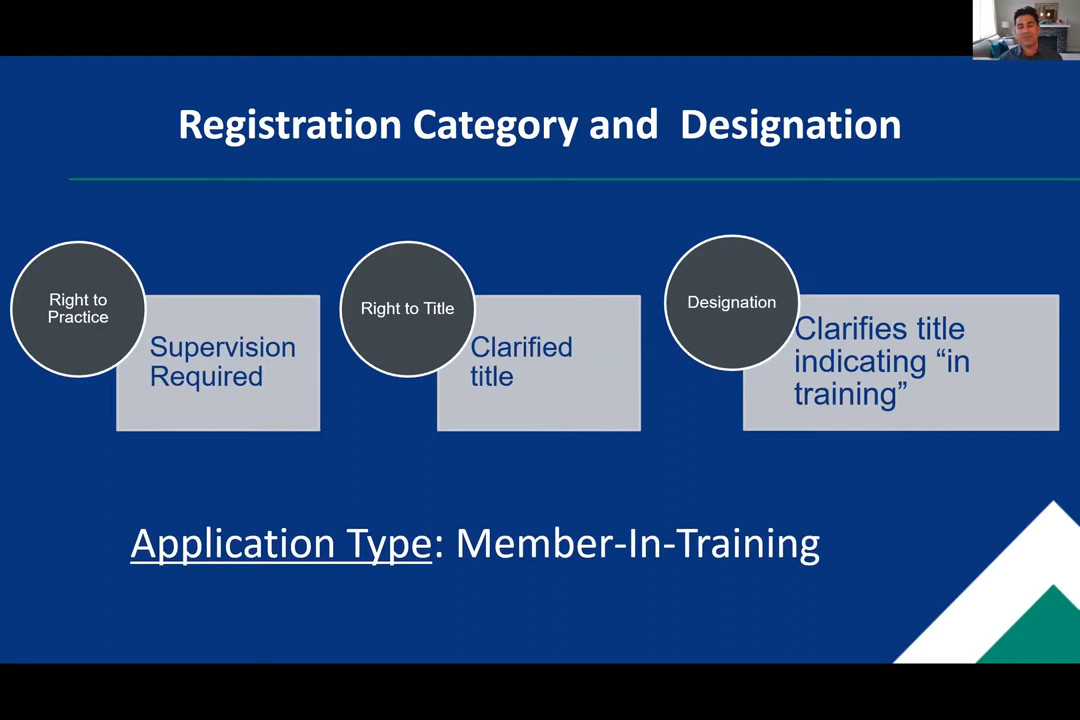 Registration Category and Designation
Right to
Practice
Supervision
Required
Right to Title
Clarified
title
Designation
Clarifies title
indicating “in
training”
Application Type: Member-In-Training